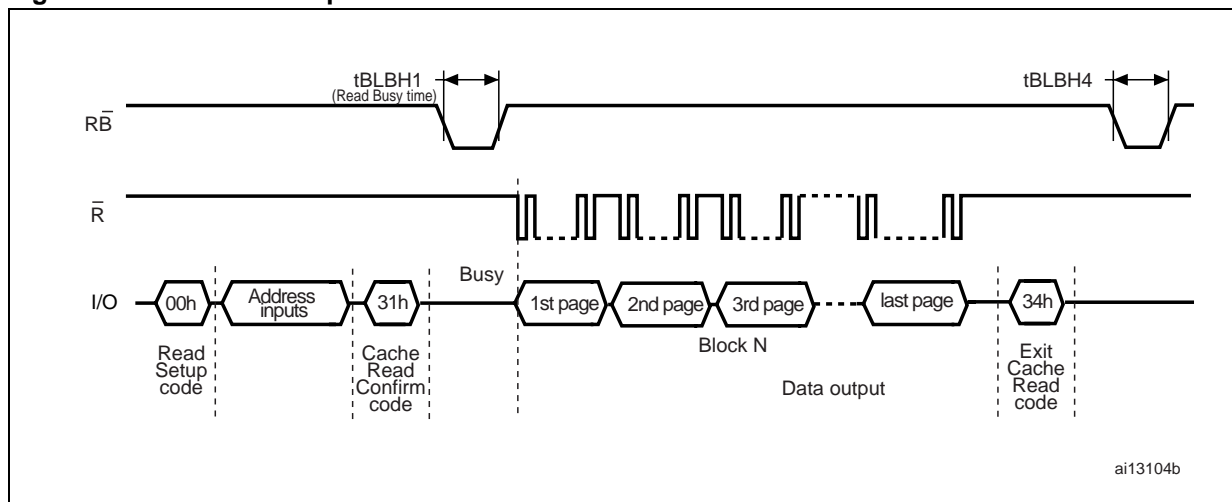 tBLBH1
(Read Busy time)
tBLBH4
RB̅
R̅
Busy
I/O
00h
Address
inputs
31h
1st page
2nd page
3rd page
last page
34h
Block N
Read
Setup
code
Cache
Read
Confirm
code
Exit
Cache
Read
code
Data output
ai13104b